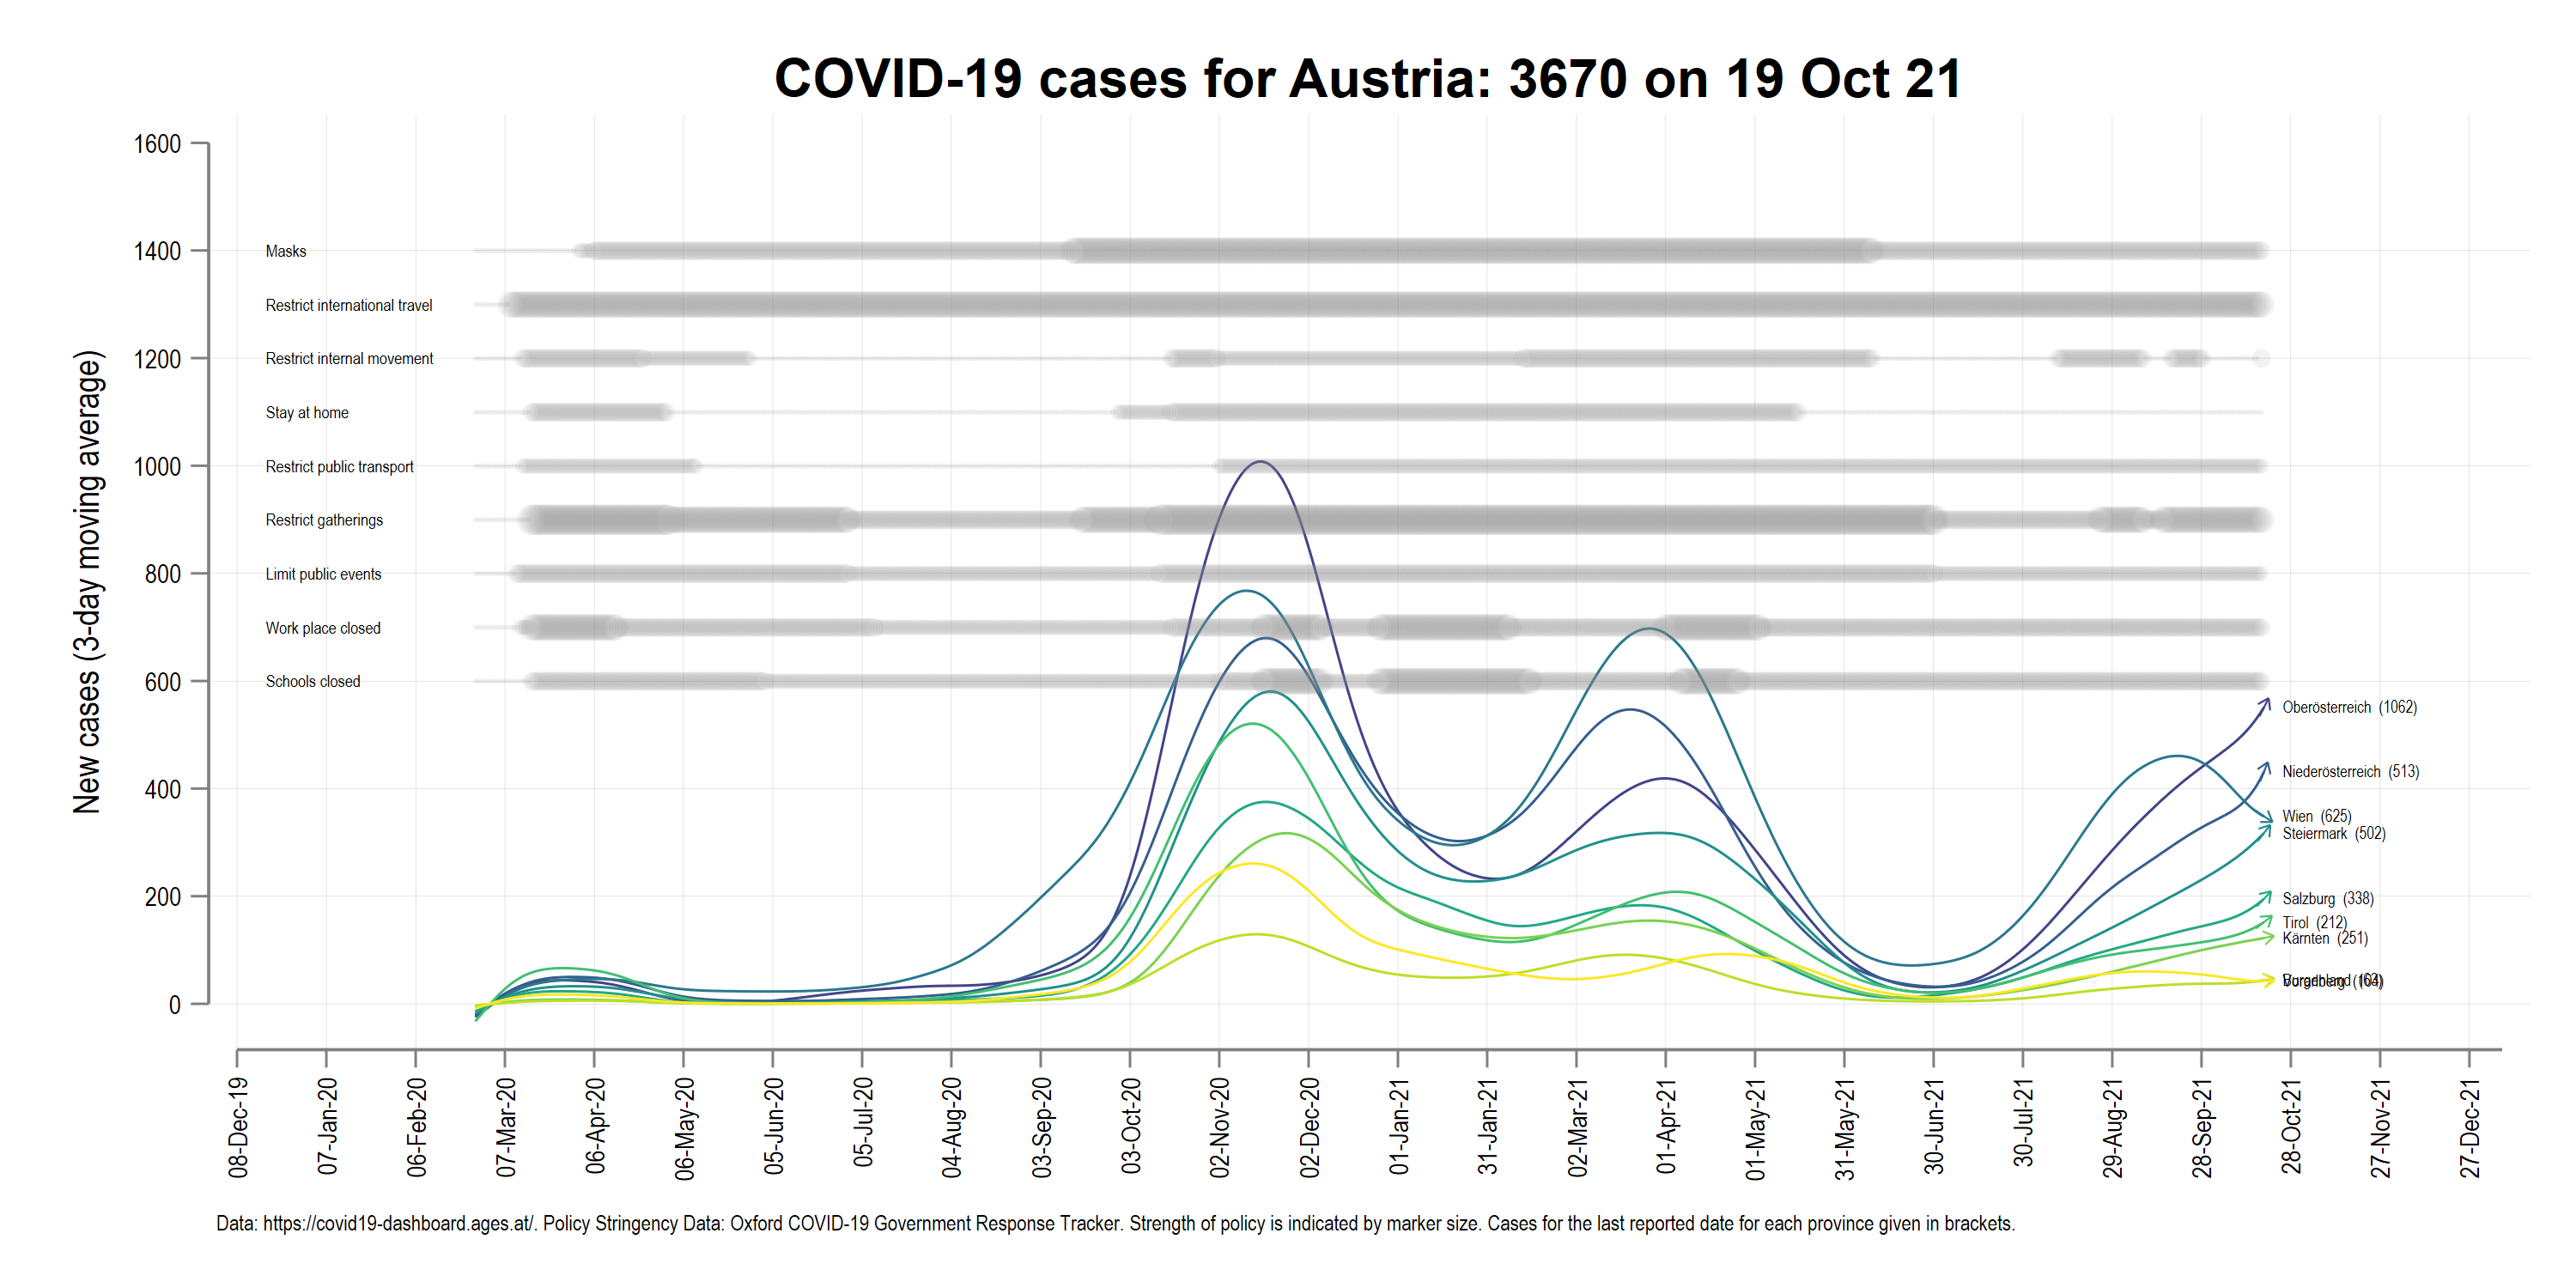 COVID-19 cases for Austria: 3670 on 19 Oct 21
New cases (3-day moving average)
1600
1400
1200
1000
800
600
400
200
0
Masks
Restrict international travel
Restrict internal movement
Stay at home
Restrict public transport
Restrict gatherings
Limit public events
Work place closed
Schools closed
Oberösterreich (1062)
Niederösterreich (513)
Wien (625)
Steiermark (502)
Salzburg (338)
Tirol (212)
Kärnten (251)
08-Dec-19
07-Jan-20
06-Feb-20
07-Mar-20
06-Apr-20
06-May-20
05-Jun-20
05-Jul-20
04-Aug-20
03-Sep-20
03-Oct-20
02-Nov-20
02-Dec-20
01-Jan-21
31-Jan-21
02-Mar-21
01-Apr-21
01-May-21
31-May-21
30-Jun-21
30-Jul-21
29-Aug-21
28-Sep-21
28-Oct-21
27-Nov-21
27-Dec-21
Data: https://covid19-dashboard.ages.at/. Policy Stringency Data: Oxford COVID-19 Government Response Tracker. Strength of policy is indicated by marker size. Cases for the last reported date for each province given in brackets.